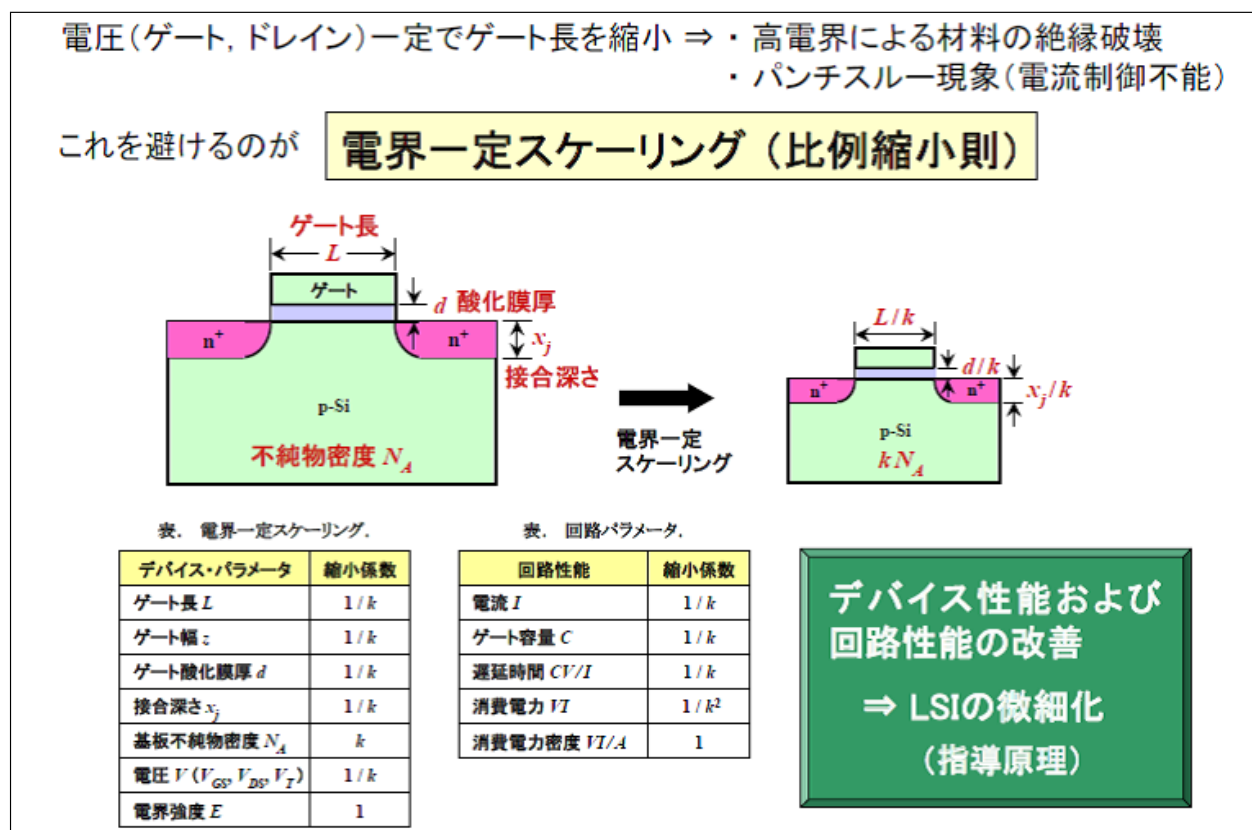 電圧(ゲート, ドレイン)一定でゲート長を縮小 ⇒ ・ 高電界による材料の絶縁破壊
・ パンチスルー現象(電流制御不能)
これを避けるのが 電界一定スケーリング (比例縮小則)
ゲート長
L
ゲート
d 酸化膜厚
n+ n+ xj
接合深さ
p-Si
不純物密度 NA
電界一定
スケーリング
L/k
d/k
n+ n+ xj/k
p-Si
kNA
表. 電界一定スケーリング.
デバイス・パラメータ 縮小係数
ゲート長 L 1/k
ゲート幅 z 1/k
ゲート酸化膜厚 d 1/k
接合深さ xj 1/k
基板不純物密度 NA k
電圧 V (VGS, VDS, VT) 1/k
電界強度 E 1
表. 回路パラメータ.
回路性能 縮小係数
電流 I 1/k
ゲート容量 C 1/k
遅延時間 CV/I 1/k
消費電力 VI 1/k²
消費電力密度 VI/A 1
デバイス性能および
回路性能の改善
⇒ LSIの微細化
(指導原理)